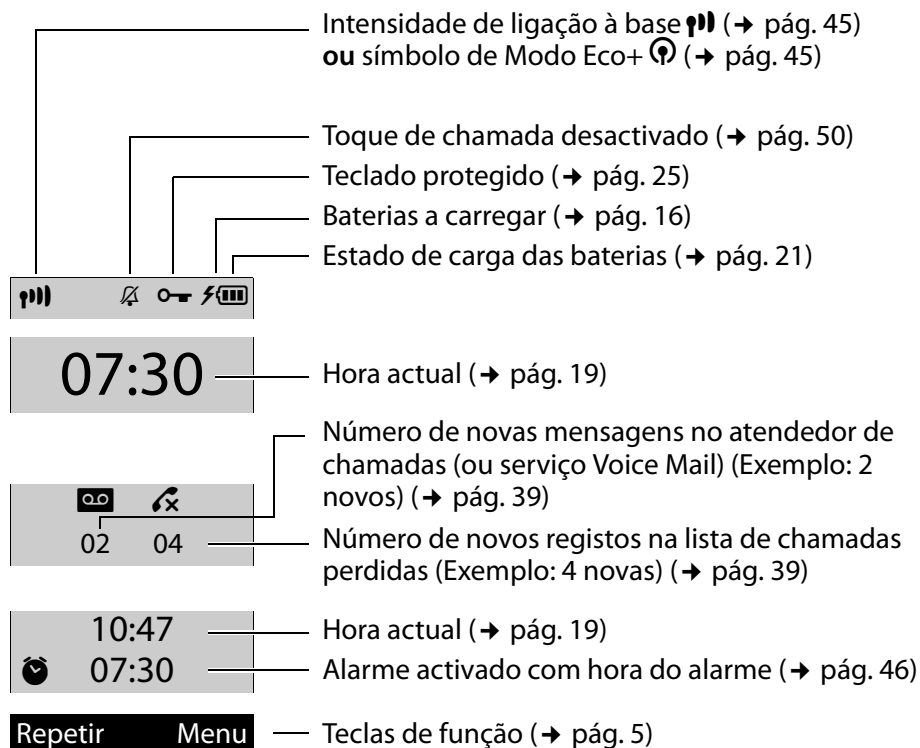 Intensidade de ligação à base (➔ pág. 45)
ou símbolo de Modo Eco+ (➔ pág. 45)
Toque de chamada desactivado (➔ pág. 50)
Teclado protegido (➔ pág. 25)
Baterias a carregar (➔ pág. 16)
Estado de carga das baterias (➔ pág. 21)
07:30
Hora actual (➔ pág. 19)
Número de novas mensagens no atendedor de
chamadas (ou serviço Voice Mail) (Exemplo: 2
novos) (➔ pág. 39)
02 04
Número de novos registos na lista de chamadas
perdidas (Exemplo: 4 novas) (➔ pág. 39)
10:47
Hora actual (➔ pág. 19)
07:30
Alarme activado com hora do alarme (➔ pág. 46)
Repetir Menu
Teclas de função (➔ pág. 5)